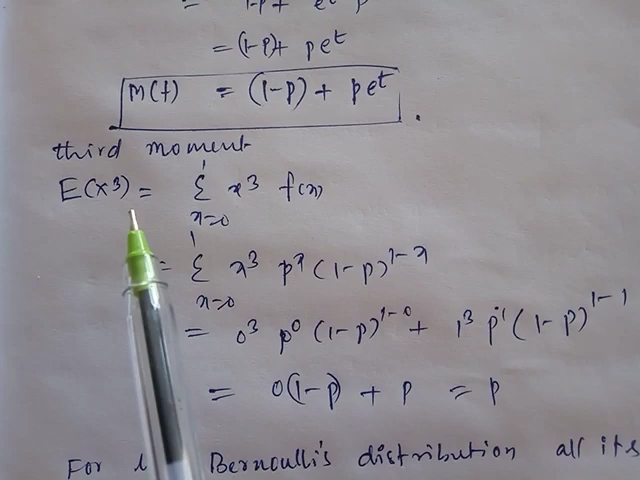 = 1-p + e^t p
= (1-p) + pe^t
M(t) = (1-p) + pe^t .
third moment
E(x^3) = Σ_{x=0}^{1} x^3 f(x)
= Σ_{x=0}^{1} x^3 p^x (1-p)^{1-x}
= 0^3 p^0 (1-p)^{1-0} + 1^3 p^1 (1-p)^{1-1}
= 0(1-p) + p = p
For Bernoulli's distribution all its